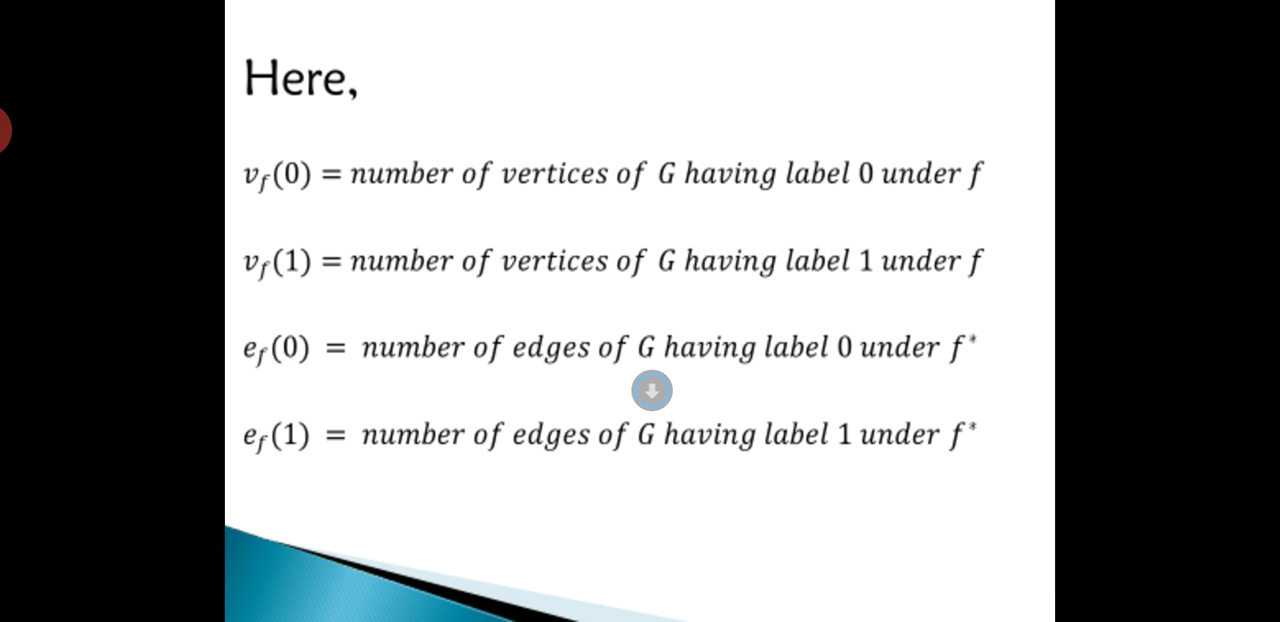 Here,
v_f(0) = number of vertices of G having label 0 under f
v_f(1) = number of vertices of G having label 1 under f
e_f(0) = number of edges of G having label 0 under f*
e_f(1) = number of edges of G having label 1 under f*